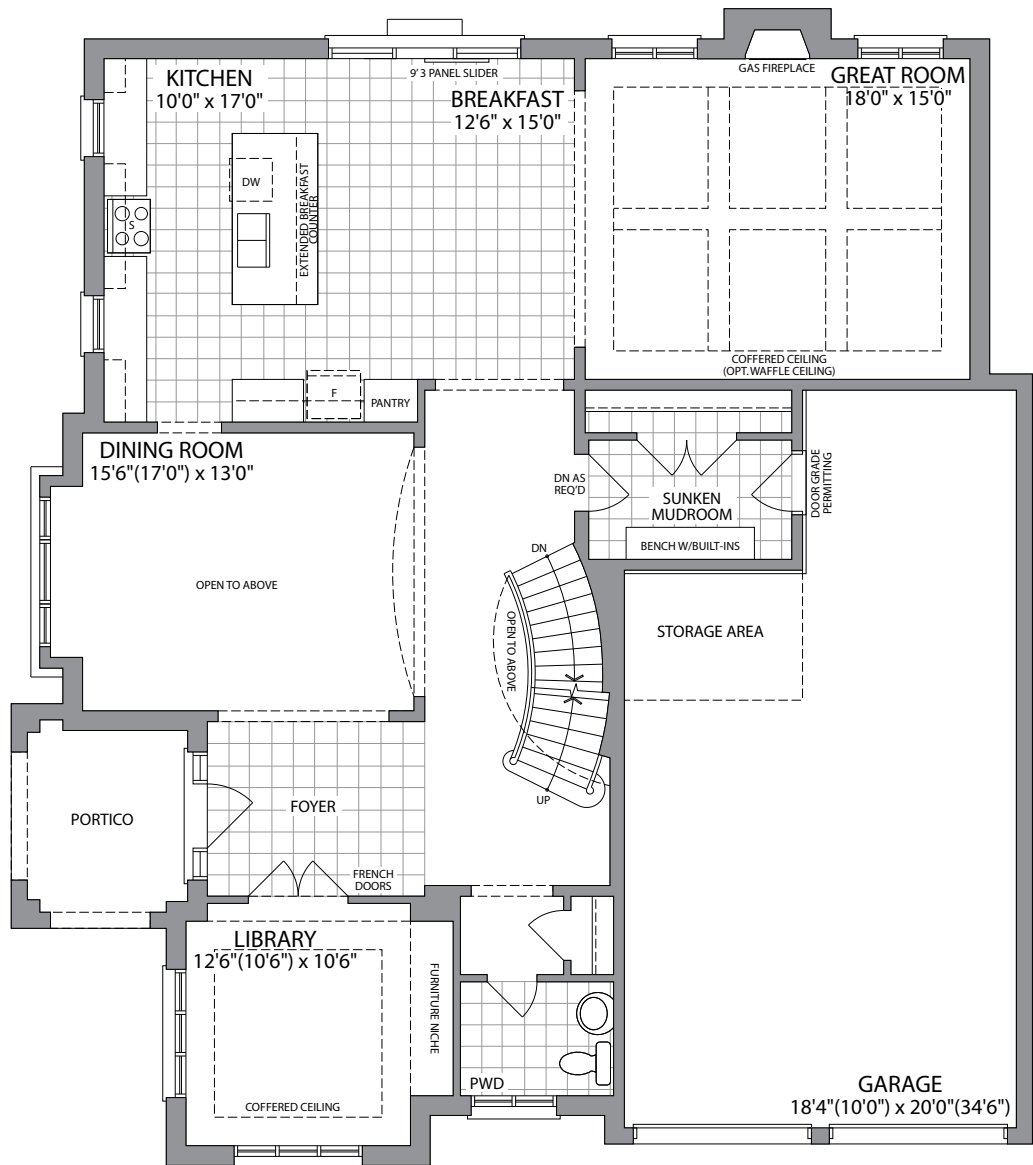 KITCHEN
10'0" x 17'0"
9' 3 PANEL SLIDER
BREAKFAST
12'6" x 15'0"
GAS FIREPLACE
GREAT ROOM
18'0" x 15'0"
DW
EXTENDED BREAKFAST
COUNTER
S
COFFERED CEILING
(OPT. WAFFLE CEILING)
F
PANTRY
DINING ROOM
15'6"(17'0") x 13'0"
OPEN TO ABOVE
DN AS
REQ'D
SUNKEN
MUDROOM
BENCH W/BUILT-INS
DOOR GRADE
PERMITTING
DN
OPEN TO ABOVE
UP
STORAGE AREA
PORTICO
FOYER
FRENCH
DOORS
LIBRARY
12'6"(10'6") x 10'6"
FURNITURE NICHE
COFFERED CEILING
PWD
GARAGE
18'4"(10'0") x 20'0"(34'6")